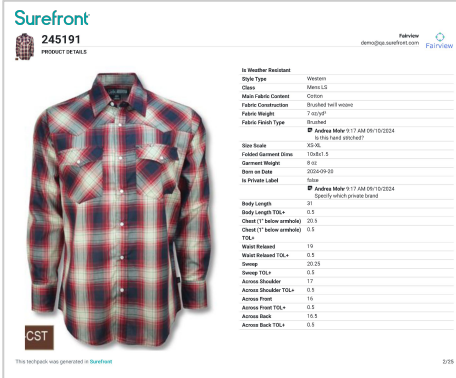 Surefront
245191
PRODUCT DETAILS
Fairview
demo@qa.surefront.com
Fairview
Is Weather Resistant
Style Type Western
Class Mens LS
Main Fabric Content Cotton
Fabric Construction Brushed twill weave
Fabric Weight 7 oz/yd²
Fabric Finish Type Brushed
Andrea Mohr 9:17 AM 09/10/2024
Is this hand stitched?
Size Scale XS-XL
Folded Garment Dims 10x8x1.5
Garment Weight 8 oz
Born on Date 2024-09-20
Is Private Label false
Andrea Mohr 9:17 AM 09/10/2024
Specify which private brand
Body Length 31
Body Length TOL+ 0.5
Chest (1" below armhole) 20.5
Chest (1" below armhole) 0.5
TOL+
Waist Relaxed 19
Waist Relaxed TOL+ 0.5
Sweep 20.25
Sweep TOL+ 0.5
Across Shoulder 17
Across Shoulder TOL+ 0.5
Across Front 16
Across Front TOL+ 0.5
Across Back 16.5
Across Back TOL+ 0.5
CST
This techpack was generated in Surefront
2/25